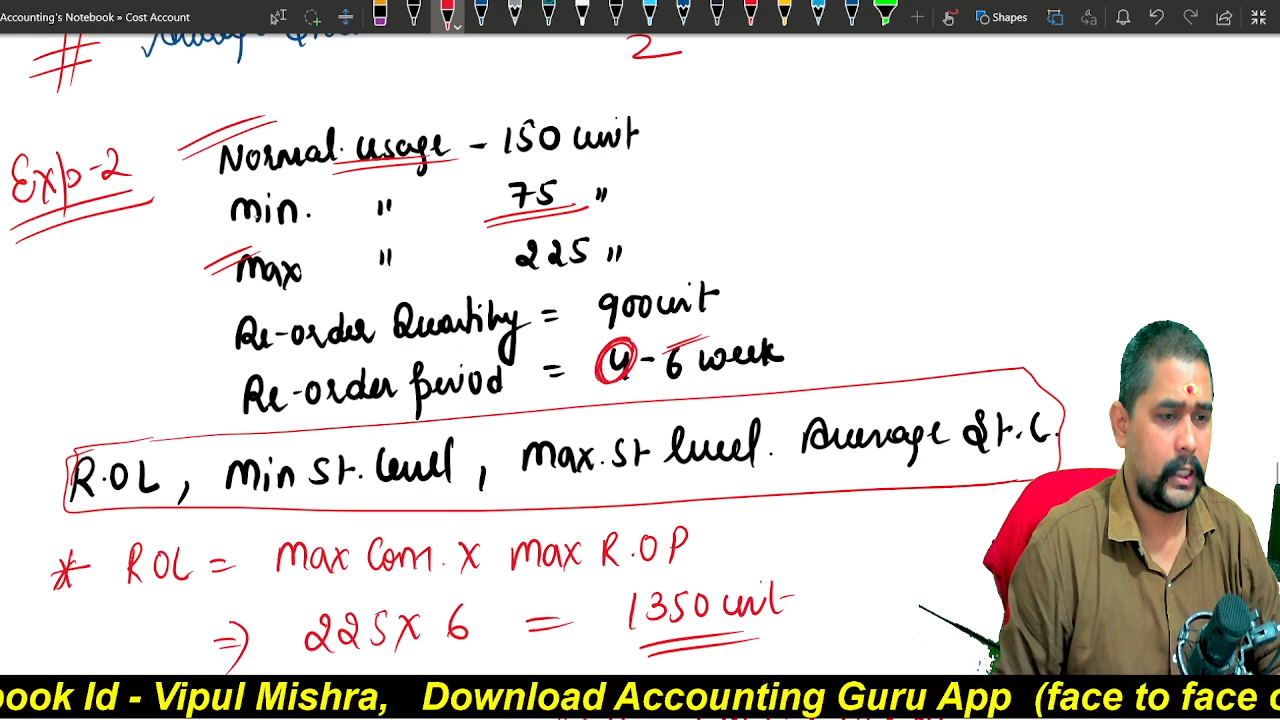 Accounting's Notebook » Cost Account
Shapes
2
Exp-2
Normal usage - 150 unit
min. " 75 "
max " 225 "
Re-order Quantity = 900 unit
Re-order period = 4 - 6 week
R.O L, min St. level, max. St level. Average St. L.
* ROL = max Con. x max R.O P
⇒ 225 x 6 = 1350 unit
book Id - Vipul Mishra, Download Accounting Guru App (face to face c